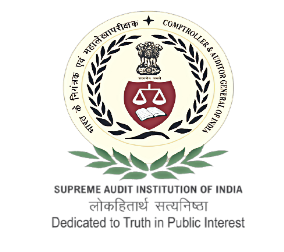 भारत के नियंत्रक एवं महालेखापरीक्षक
COMPTROLLER & AUDITOR GENERAL OF INDIA
SUPREME AUDIT INSTITUTION OF INDIA
लोकहितार्थ सत्यनिष्ठा
Dedicated to Truth in Public Interest